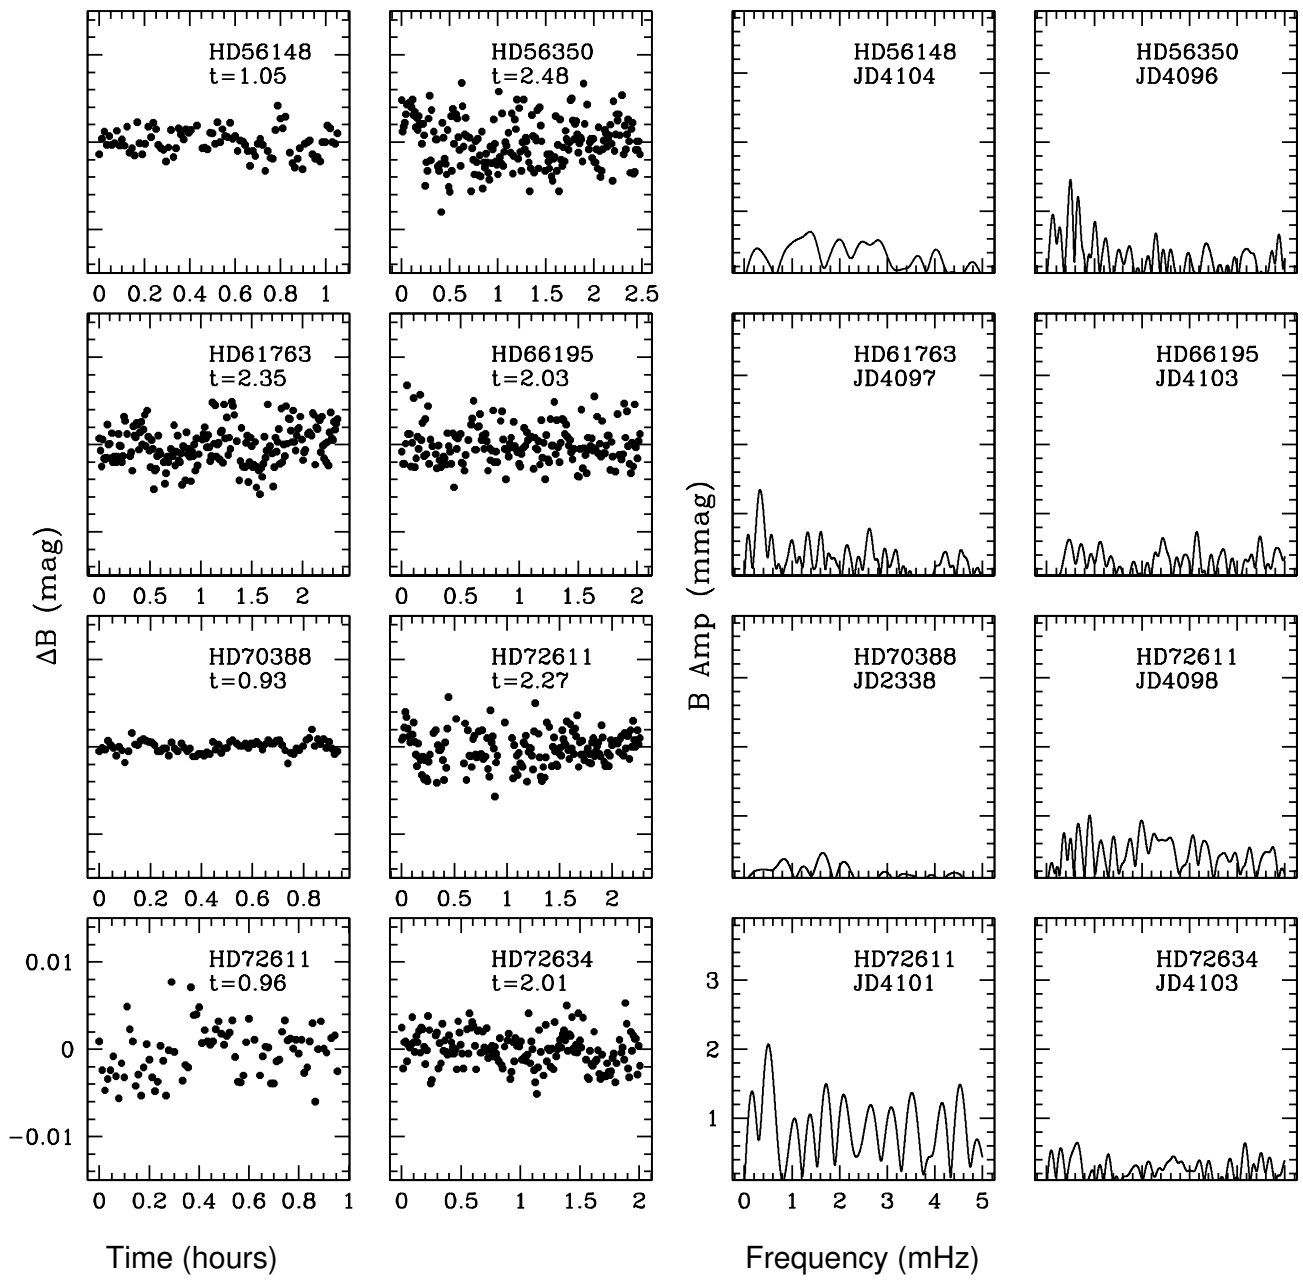 HD56148
t=1.05
0 0.2 0.4 0.6 0.8 1
HD56350
t=2.48
0 0.5 1 1.5 2 2.5
HD56148
JD4104
HD56350
JD4096
HD61763
t=2.35
0 0.5 1 1.5 2
HD66195
t=2.03
0 0.5 1 1.5 2
HD61763
JD4097
HD66195
JD4103
ΔB (mag)
B Amp (mmag)
HD70388
t=0.93
0 0.2 0.4 0.6 0.8
HD72611
t=2.27
0 0.5 1 1.5 2
HD70388
JD2338
HD72611
JD4098
HD72611
t=0.96
0.01
0
−0.01
0 0.2 0.4 0.6 0.8 1
HD72634
t=2.01
0 0.5 1 1.5 2
HD72611
JD4101
3
2
1
0 1 2 3 4 5
HD72634
JD4103
Time (hours)
Frequency (mHz)